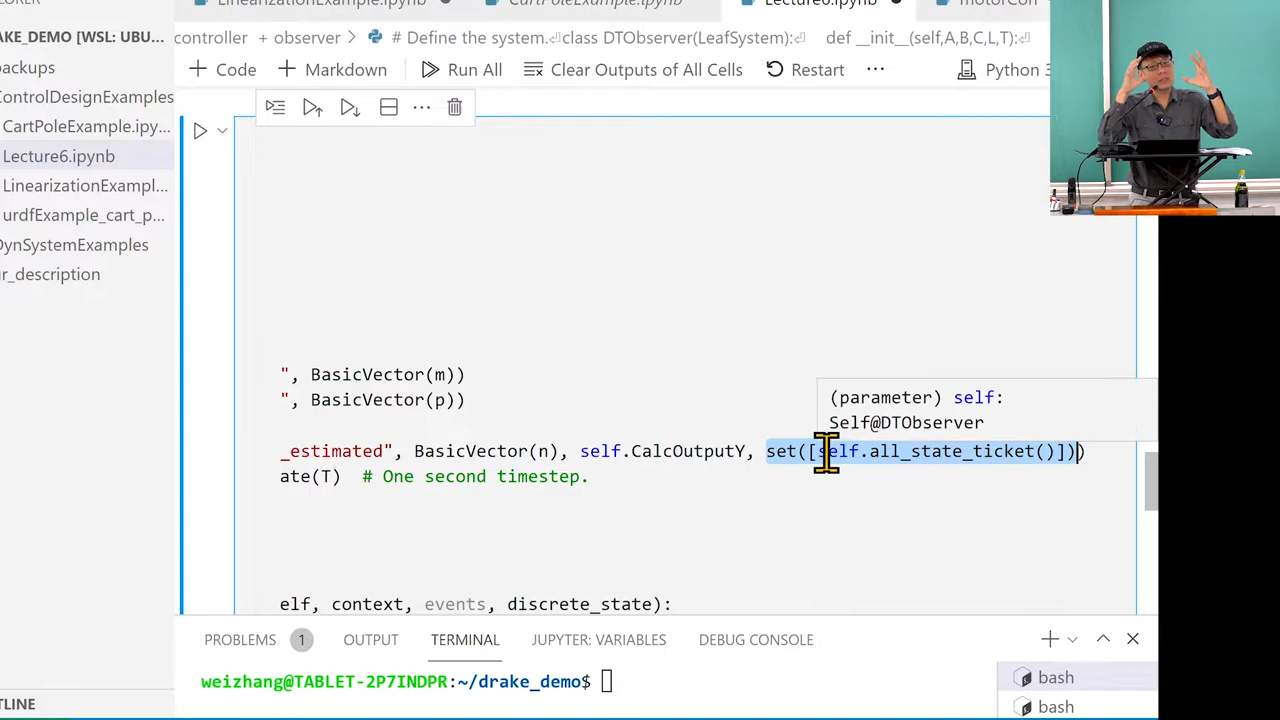 LinearizationExample.ipynb CartPoleExample.ipynb Lecture6.ipynb motorCon
AKE_DEMO [WSL: UBU...
controller + observer > # Define the system.⏎class DTObserver(LeafSystem):⏎ def __init__(self,A,B,C,L,T):⏎
backups
+ Code + Markdown Run All Clear Outputs of All Cells Restart ... Python 3
ControlDesignExamples
CartPoleExample.ipy...
Lecture6.ipynb
LinearizationExampl...
urdfExample_cart_p...
DynSystemExamples
ur_description
", BasicVector(m))
", BasicVector(p))
(parameter) self:
Self@DTObserver
_estimated", BasicVector(n), self.CalcOutputY, set([self.all_state_ticket()]))
ate(T) # One second timestep.
elf, context, events, discrete_state):
PROBLEMS 1 OUTPUT TERMINAL JUPYTER: VARIABLES DEBUG CONSOLE
weizhang@TABLET-2P7INDPR:~/drake_demo$
bash
bash
TLINE